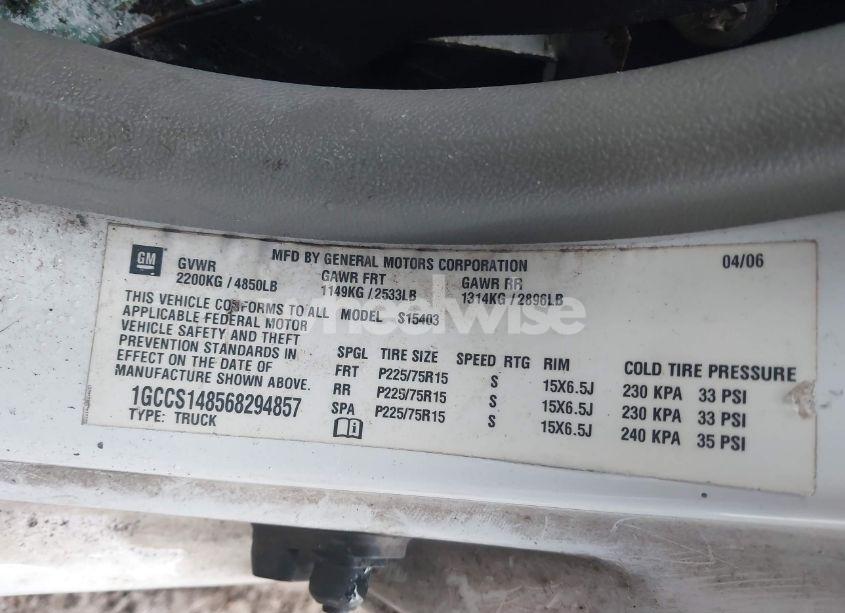 GM
MFD BY GENERAL MOTORS CORPORATION
04/06
GVWR GAWR FRT GAWR RR
2200KG / 4850LB 1149KG / 2533LB 1314KG / 2896LB
THIS VEHICLE CONFORMS TO ALL MODEL S15403
APPLICABLE FEDERAL MOTOR
VEHICLE SAFETY AND THEFT
PREVENTION STANDARDS IN
EFFECT ON THE DATE OF
MANUFACTURE SHOWN ABOVE.
1GCCS148568294857
TYPE: TRUCK
SPGL TIRE SIZE SPEED RTG RIM COLD TIRE PRESSURE
FRT P225/75R15 S 15X6.5J 230 KPA 33 PSI
RR P225/75R15 S 15X6.5J 230 KPA 33 PSI
SPA P225/75R15 S 15X6.5J 240 KPA 35 PSI
wheelwise